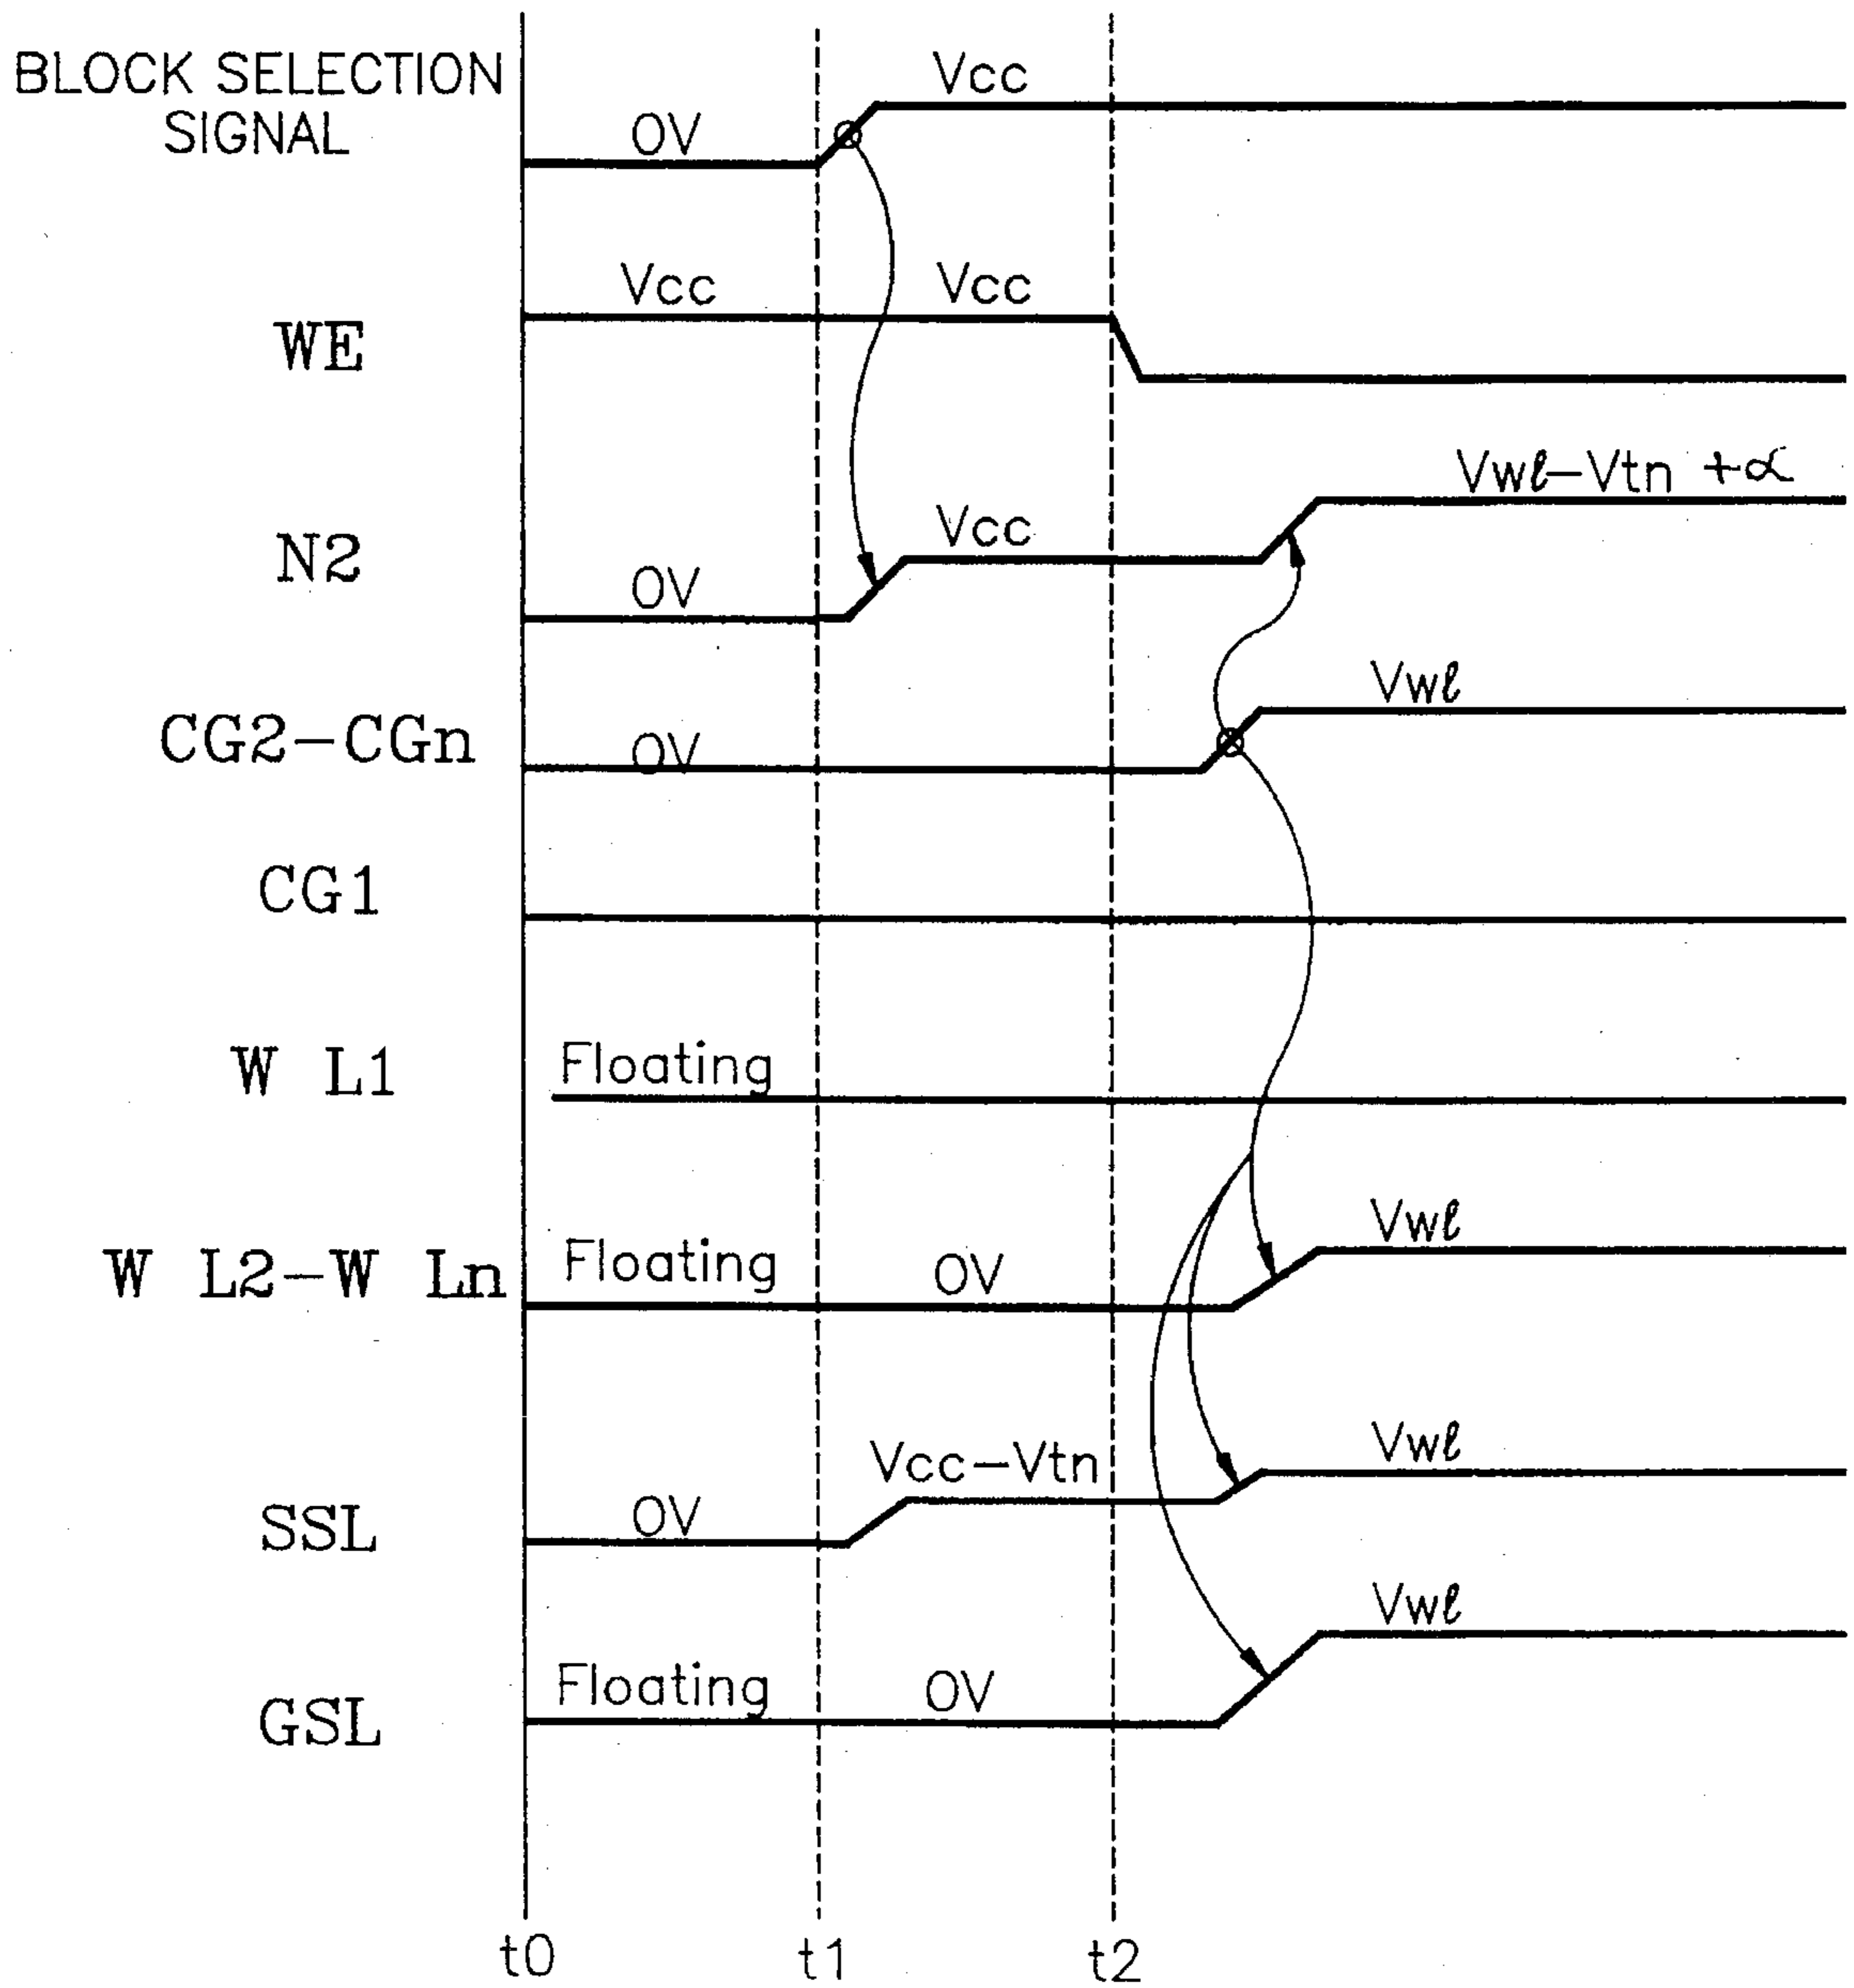 BLOCK SELECTION
SIGNAL
0V
Vcc
WE
Vcc
Vcc
N2
0V
Vcc
Vwℓ-Vtn +α
CG2-CGn
0V
Vwℓ
CG1
W L1
Floating
W L2-W Ln
Floating
0V
Vwℓ
SSL
0V
Vcc-Vtn
Vwℓ
GSL
Floating
0V
Vwℓ
t0
t1
t2